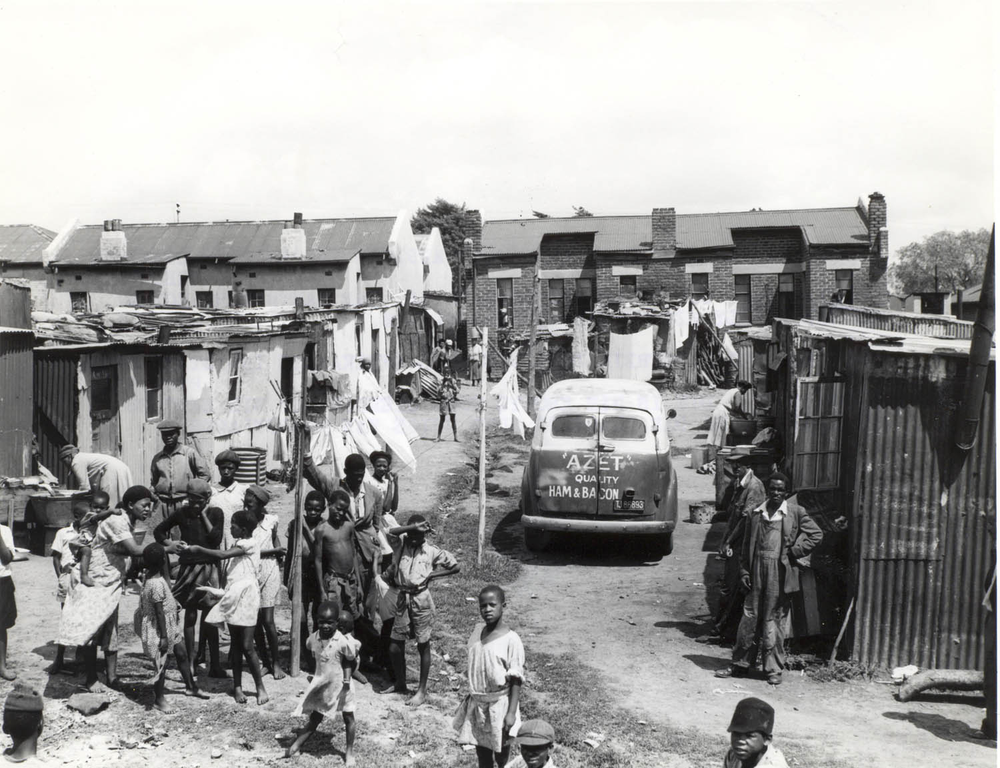 "AZET"
QUALITY
HAM & BACON
TJ 86893